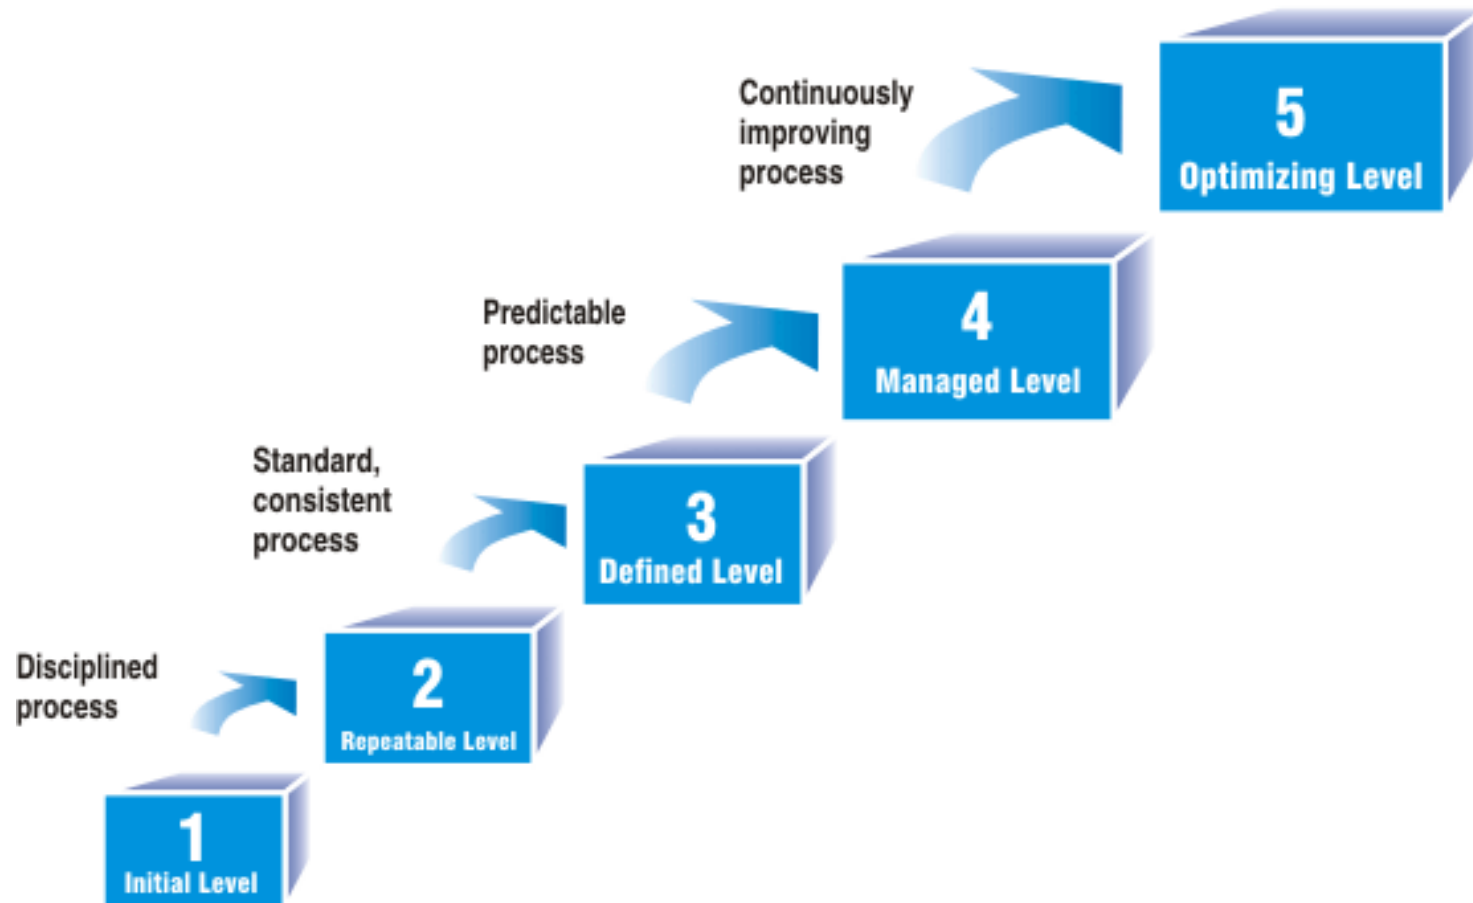 Continuously
improving
process
5
Optimizing Level
Predictable
process
4
Managed Level
Standard,
consistent
process
3
Defined Level
Disciplined
process
2
Repeatable Level
1
Initial Level